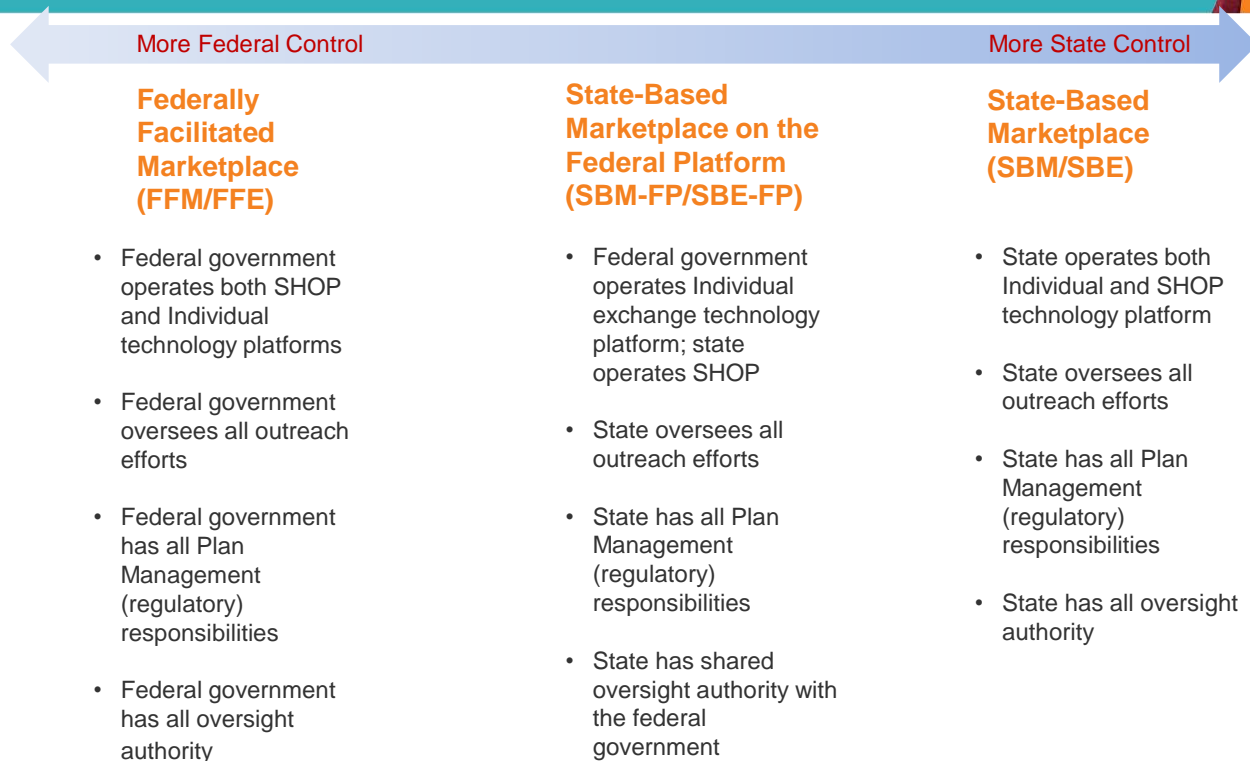 More Federal Control
More State Control
Federally
Facilitated
Marketplace
(FFM/FFE)
• Federal government
operates both SHOP
and Individual
technology platforms
• Federal government
oversees all outreach
efforts
• Federal government
has all Plan
Management
(regulatory)
responsibilities
• Federal government
has all oversight
authority
State-Based
Marketplace on the
Federal Platform
(SBM-FP/SBE-FP)
• Federal government
operates Individual
exchange technology
platform; state
operates SHOP
• State oversees all
outreach efforts
• State has all Plan
Management
(regulatory)
responsibilities
• State has shared
oversight authority with
the federal
government
State-Based
Marketplace
(SBM/SBE)
• State operates both
Individual and SHOP
technology platform
• State oversees all
outreach efforts
• State has all Plan
Management
(regulatory)
responsibilities
• State has all oversight
authority